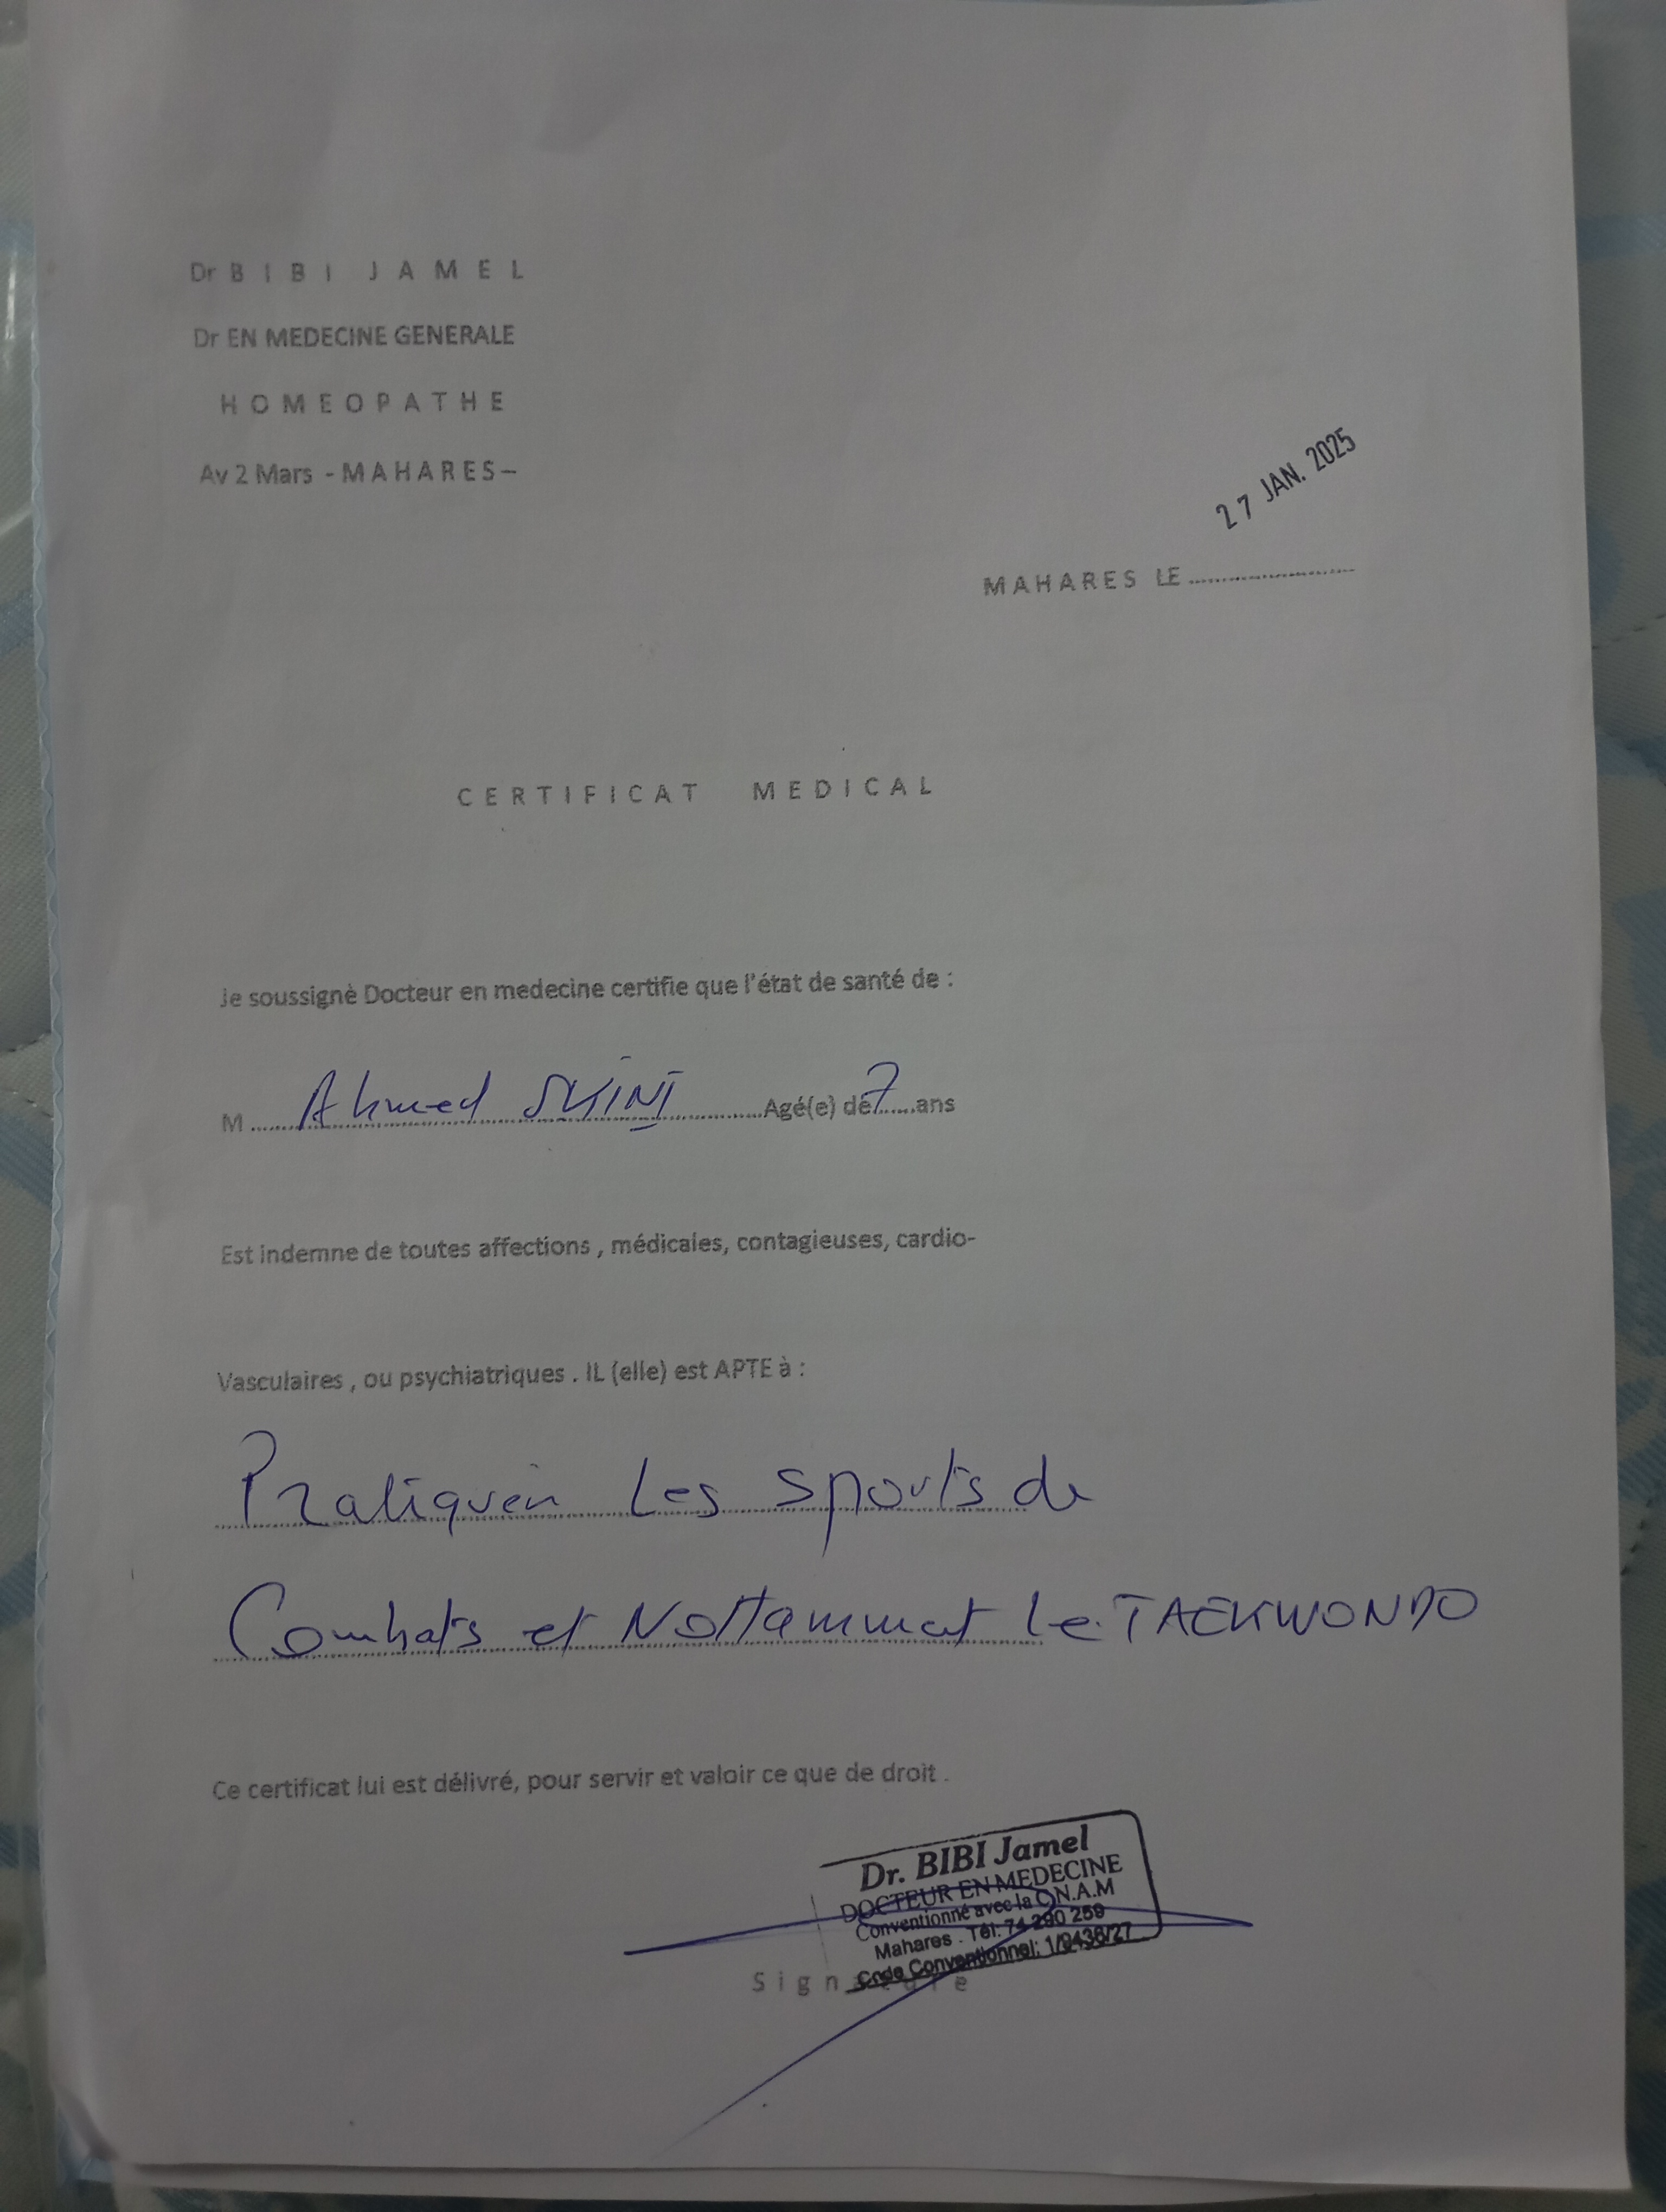 Dr B I B I J A M E L
Dr EN MEDECINE GENERALE
H O M E O P A T H E
Av 2 Mars - M A H A R E S –
27 JAN. 2025
M A H A R E S LE ........................
C E R T I F I C A T M E D I C A L
Je soussignè Docteur en medecine certifie que l'état de santé de :
M ..... Ahmed SKINI ............Agé(e) de 7 ......ans
Est indemne de toutes affections , médicales, contagieuses, cardio-
Vasculaires , ou psychiatriques . IL (elle) est APTE à :
Pratiquer les sports de
Combats et Nottamment le TAEKWONDO
Ce certificat lui est délivré, pour servir et valoir ce que de droit .
Dr. BIBI Jamel
DOCTEUR EN MEDECINE
Conventionné avec la C.N.A.M
Mahares . Tél: 74 290 259
Code Conventionnel: 1/9436/27
S i g n a t u r e